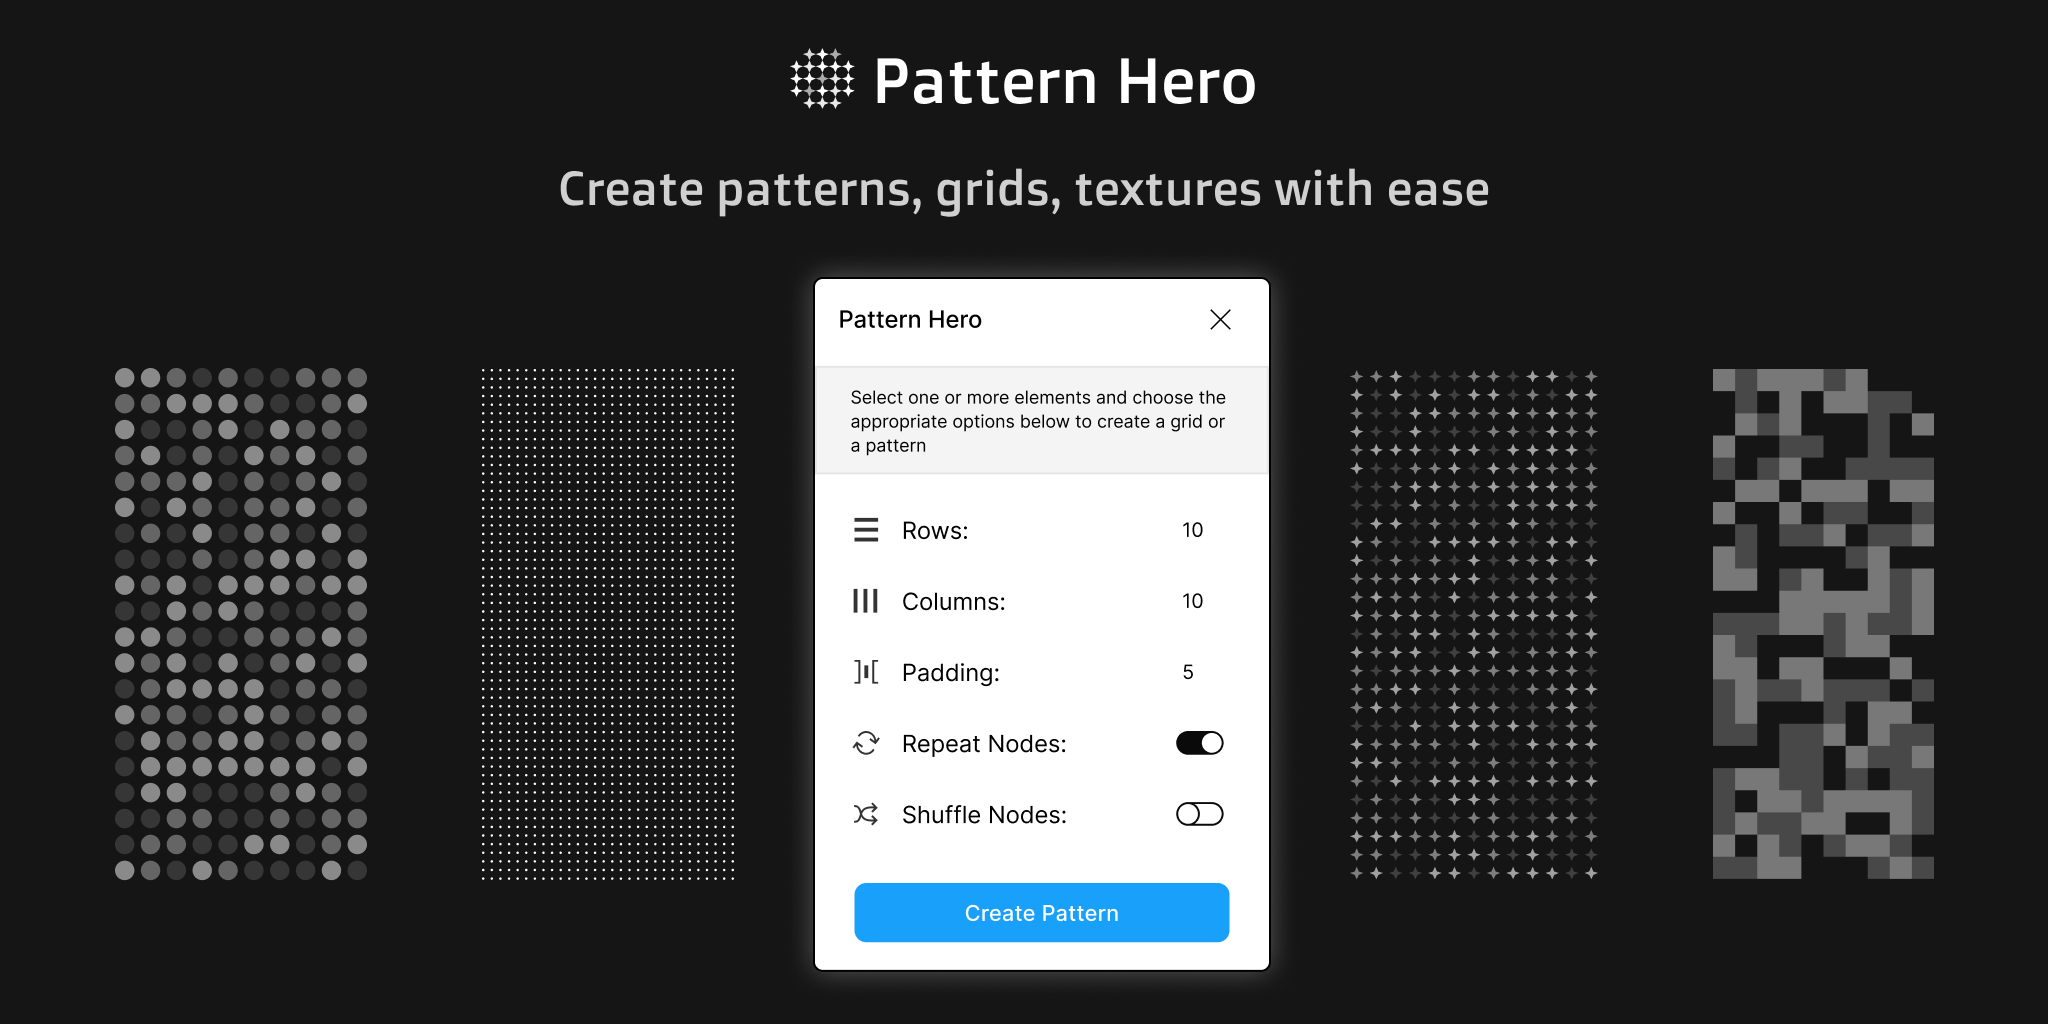 Pattern Hero
Create patterns, grids, textures with ease
Pattern Hero
Select one or more elements and choose the
appropriate options below to create a grid or
a pattern
Rows: 10
Columns: 10
Padding: 5
Repeat Nodes:
Shuffle Nodes:
Create Pattern